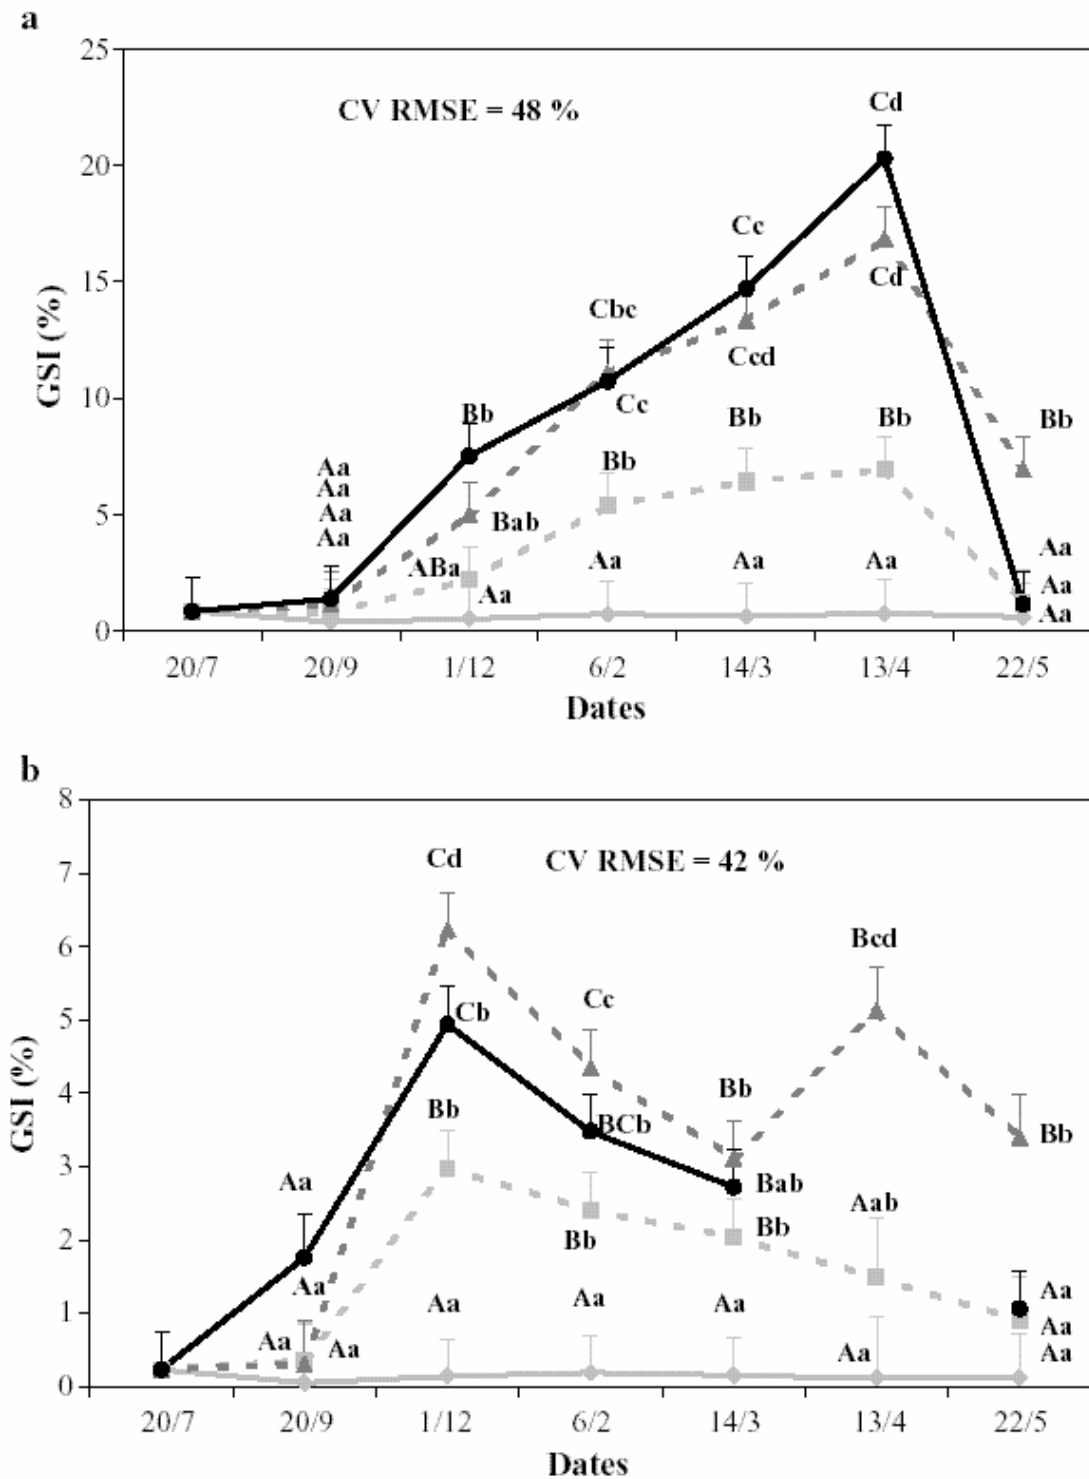 a
25
Cd
CV RMSE = 48 %
20
Cc
Cd
15
Cbc
Ccd
GSI (%)
10
Bb
Cc
Bb
Bb
Bb
Aa
Bb
Aa
5
Aa
Bab
Aa
Aa
Aa
Aa
Aa
ABa
Aa
Aa
Aa
0
20/7 20/9 1/12 6/2 14/3 13/4 22/5
Dates
b
8
Cd
CV RMSE = 42 %
7
Bcd
6
Cc
Cb
5
GSI (%)
Bb
4
Bb
BCb
Bb
3
Aa
Bab
Aab
Bb
Bb
2
Aa
Aa
Aa
Aa
Aa
1
Aa
Aa
Aa
Aa
Aa
0
20/7 20/9 1/12 6/2 14/3 13/4 22/5
Dates